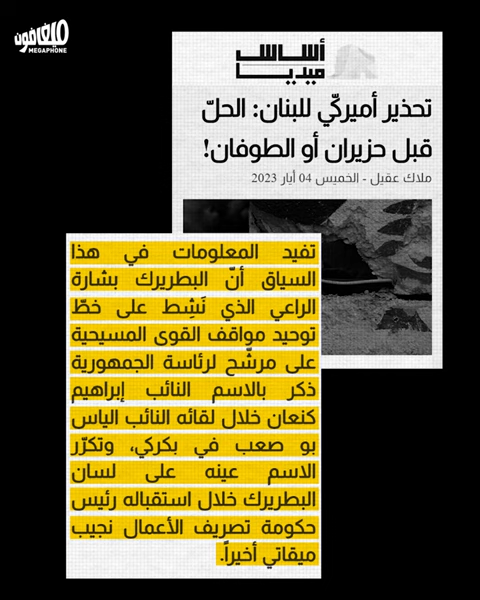 ميغافون
MEGAPHONE
أساس
ميديا
تحذير أميركّي للبنان: الحلّ
قبل حزيران أو الطوفان!
ملاك عقيل - الخميس 04 أيار 2023
تفيد المعلومات في هذا
السياق أنّ البطريرك بشارة
الراعي الذي نَشِط على خطّ
توحيد مواقف القوى المسيحية
على مرشّح لرئاسة الجمهورية
ذكر بالاسم النائب إبراهيم
كنعان خلال لقائه النائب الياس
بو صعب في بكركي، وتكرّر
الاسم عينه على لسان
البطريرك خلال استقباله رئيس
حكومة تصريف الأعمال نجيب
ميقاتي أخيراً.